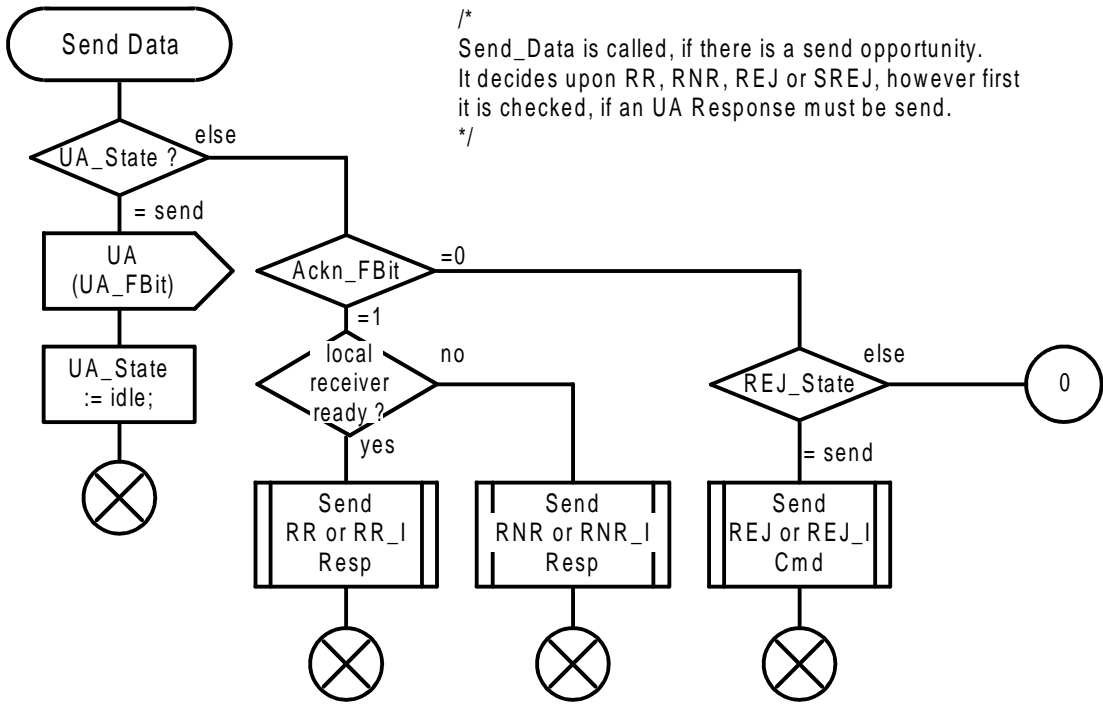 Send Data
/*
Send_Data is called, if there is a send opportunity.
It decides upon RR, RNR, REJ or SREJ, however first
it is checked, if an UA Response must be send.
*/
UA_State ?
else
= send
UA
(UA_FBit)
UA_State
:= idle;
Ackn_FBit
=0
=1
local
receiver
ready ?
no
yes
Send
RR or RR_I
Resp
Send
RNR or RNR_I
Resp
REJ_State
else
0
= send
Send
REJ or REJ_I
Cmd